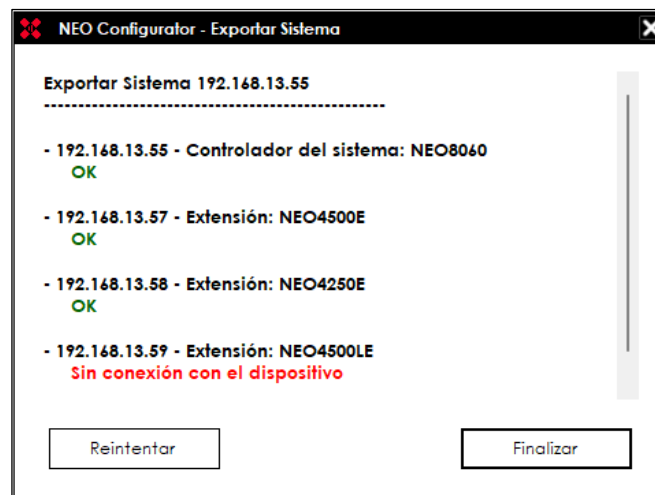 NEO Configurator - Exportar Sistema
Exportar Sistema 192.168.13.55
--------------------------------------------------
- 192.168.13.55 - Controlador del sistema: NEO8060
OK
- 192.168.13.57 - Extensión: NEO4500E
OK
- 192.168.13.58 - Extensión: NEO4250E
OK
- 192.168.13.59 - Extensión: NEO4500LE
Sin conexión con el dispositivo
Reintentar
Finalizar